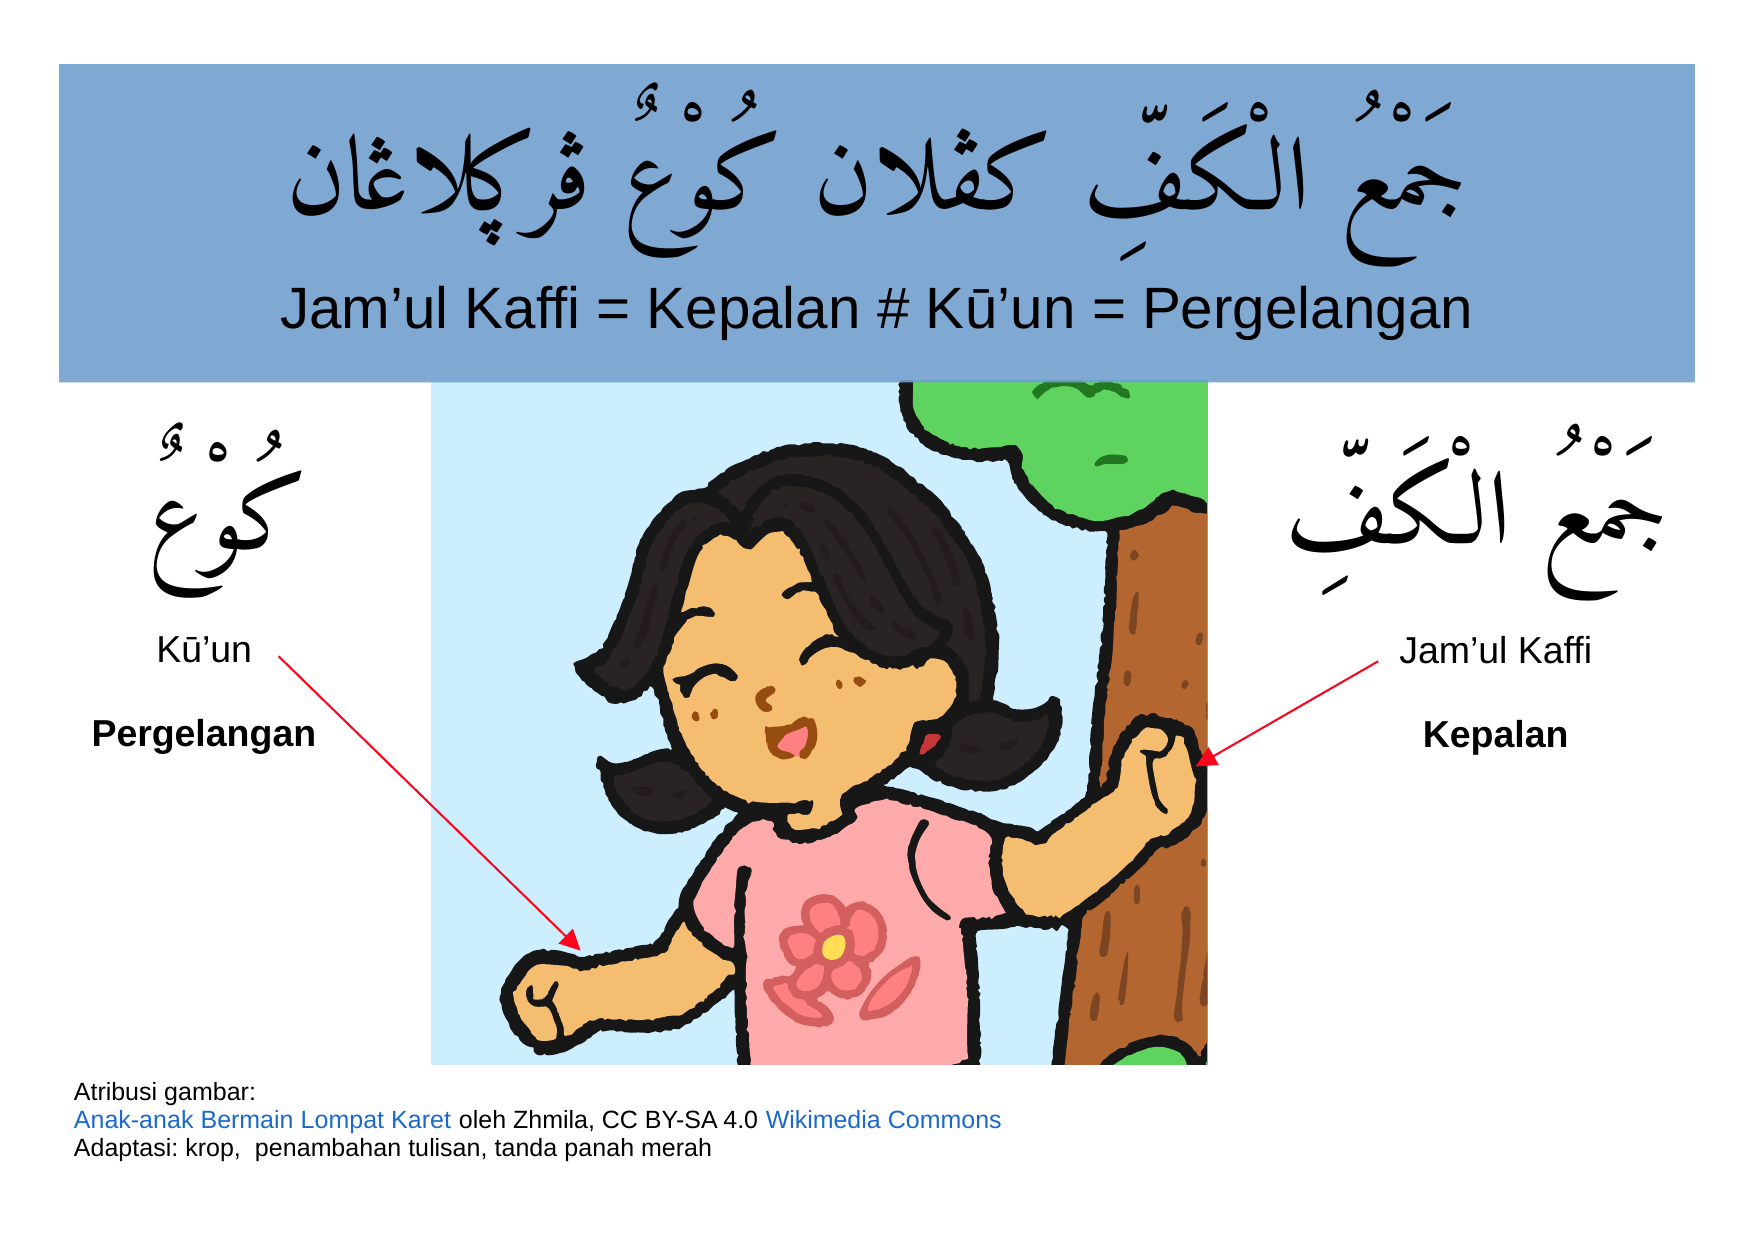 جَمْعُ الْكَفِّ كڤلان كُوْعٌ ڤرݢلاڠان
Jam’ul Kaffi = Kepalan # Kū’un = Pergelangan
كُوْعٌ
Kū’un
Pergelangan
جَمْعُ الْكَفِّ
Jam’ul Kaffi
Kepalan
Atribusi gambar:
Anak-anak Bermain Lompat Karet oleh Zhmila, CC BY-SA 4.0 Wikimedia Commons
Adaptasi: krop,  penambahan tulisan, tanda panah merah